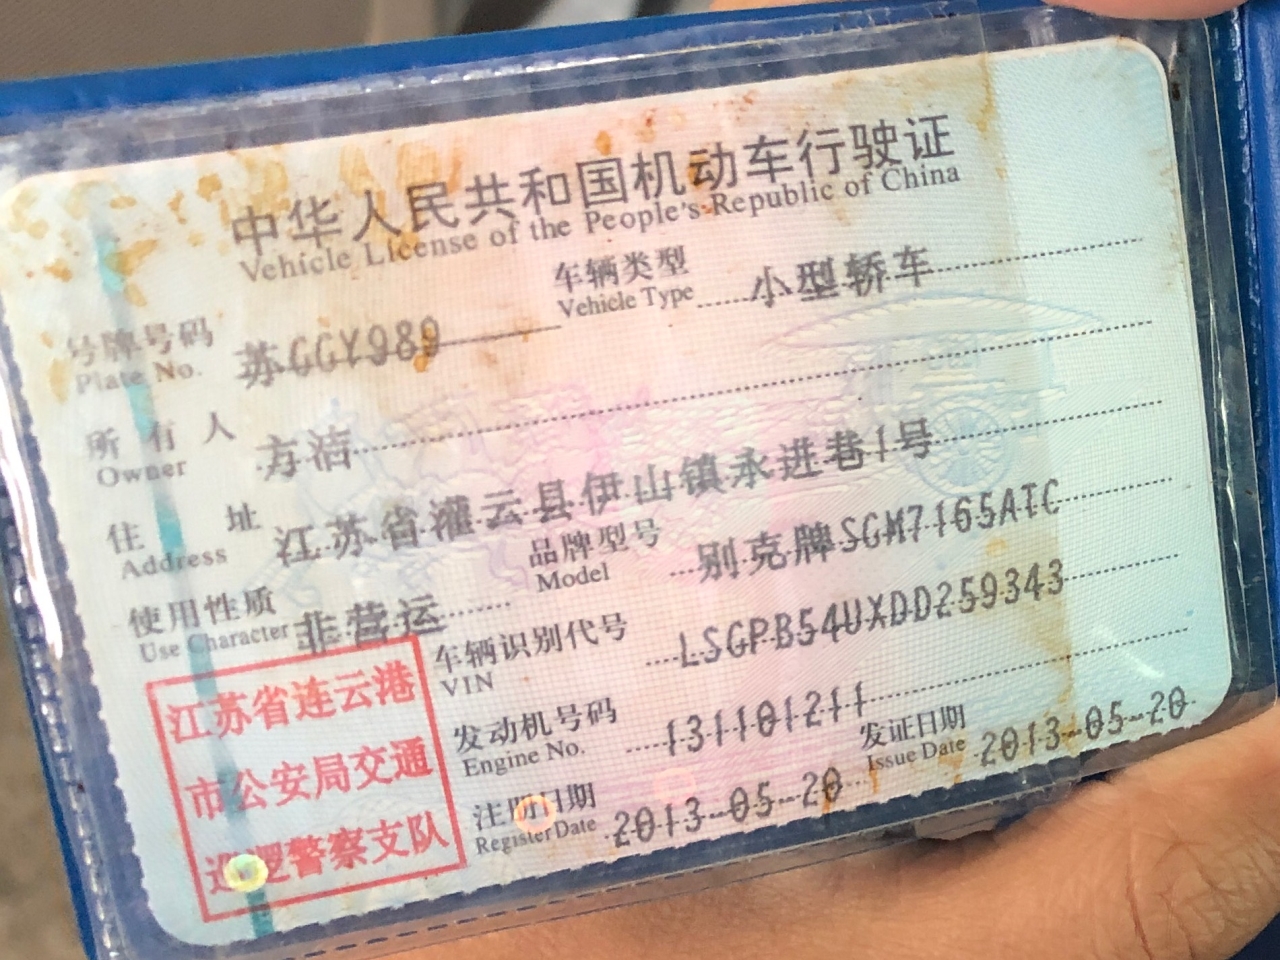 中华人民共和国机动车行驶证
Vehicle License of the People's Republic of China
号牌号码 苏GGY989 车辆类型 小型轿车
Plate No. Vehicle Type
所有人 方洁
Owner
住址 江苏省灌云县伊山镇永进巷1号
Address
使用性质 非营运 品牌型号 别克牌SGM7165ATC
Use Character Model
车辆识别代号 LSGPB54UXDD259343
VIN
发动机号码 131101211
Engine No.
注册日期 2013-05-20 发证日期 2013-05-20
Register Date Issue Date
江苏省连云港
市公安局交通
巡逻警察支队